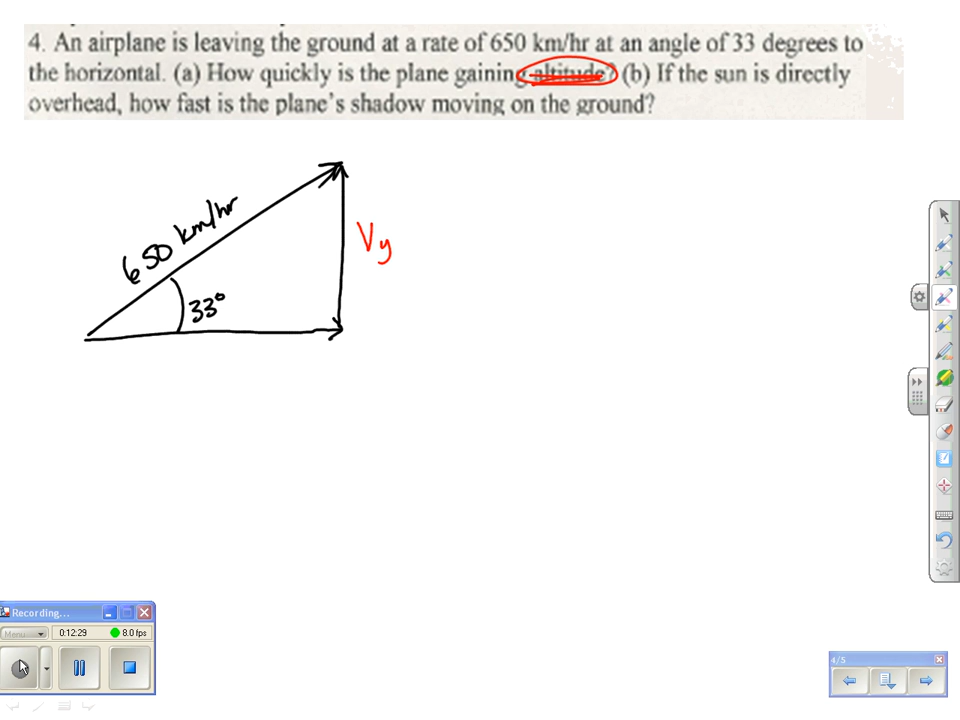 4. An airplane is leaving the ground at a rate of 650 km/hr at an angle of 33 degrees to
the horizontal. (a) How quickly is the plane gaining altitude? (b) If the sun is directly
overhead, how fast is the plane's shadow moving on the ground?
650 km/hr
Vy
33°
Recording...
Menu
0:12:29
8.0 fps
4/5